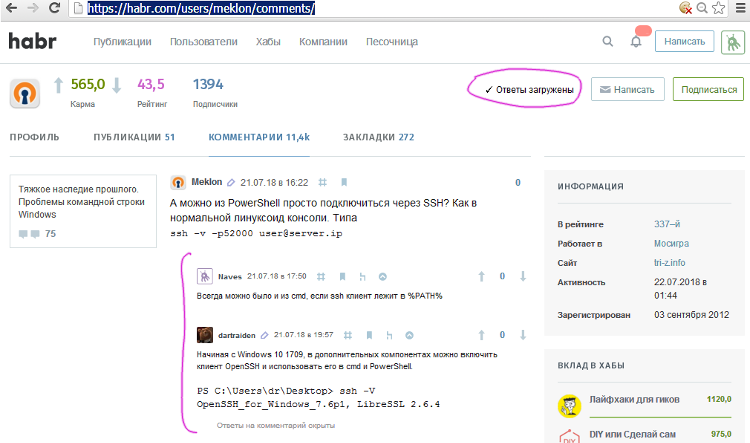 https://habr.com/users/meklon/comments/
habr
Публикации Пользователи Хабы Компании Песочница
Написать
565,0 43,5 1394
Карма Рейтинг Подписчики
✓ Ответы загружены
Написать
Подписаться
ПРОФИЛЬ ПУБЛИКАЦИИ 51 КОММЕНТАРИИ 11,4k ЗАКЛАДКИ 272
Тяжкое наследие прошлого.
Проблемы командной строки
Windows
75
Meklon 21.07.18 в 16:22 0
А можно из PowerShell просто подключиться через SSH? Как в
нормальной линуксоид консоли. Типа
ssh -v -p52000 user@server.ip
Naves 21.07.18 в 17:50 0
Всегда можно было и из cmd, если ssh клиент лежит в %PATH%
dartraiden 21.07.18 в 19:57 0
Начиная с Windows 10 1709, в дополнительных компонентах можно включить
клиент OpenSSH и использовать его в cmd и PowerShell
PS C:\Users\dr\Desktop> ssh -V
OpenSSH_for_Windows_7.6p1, LibreSSL 2.6.4
Ответы на комментарий скрыты
ИНФОРМАЦИЯ
В рейтинге 337–й
Работает в Мосигра
Сайт tri-z.info
Активность 22.07.2018 в
01:44
Зарегистрирован 03 сентября 2012
ВКЛАД В ХАБЫ
Лайфхаки для гиков 1120,0
DIY или Сделай сам 975,0